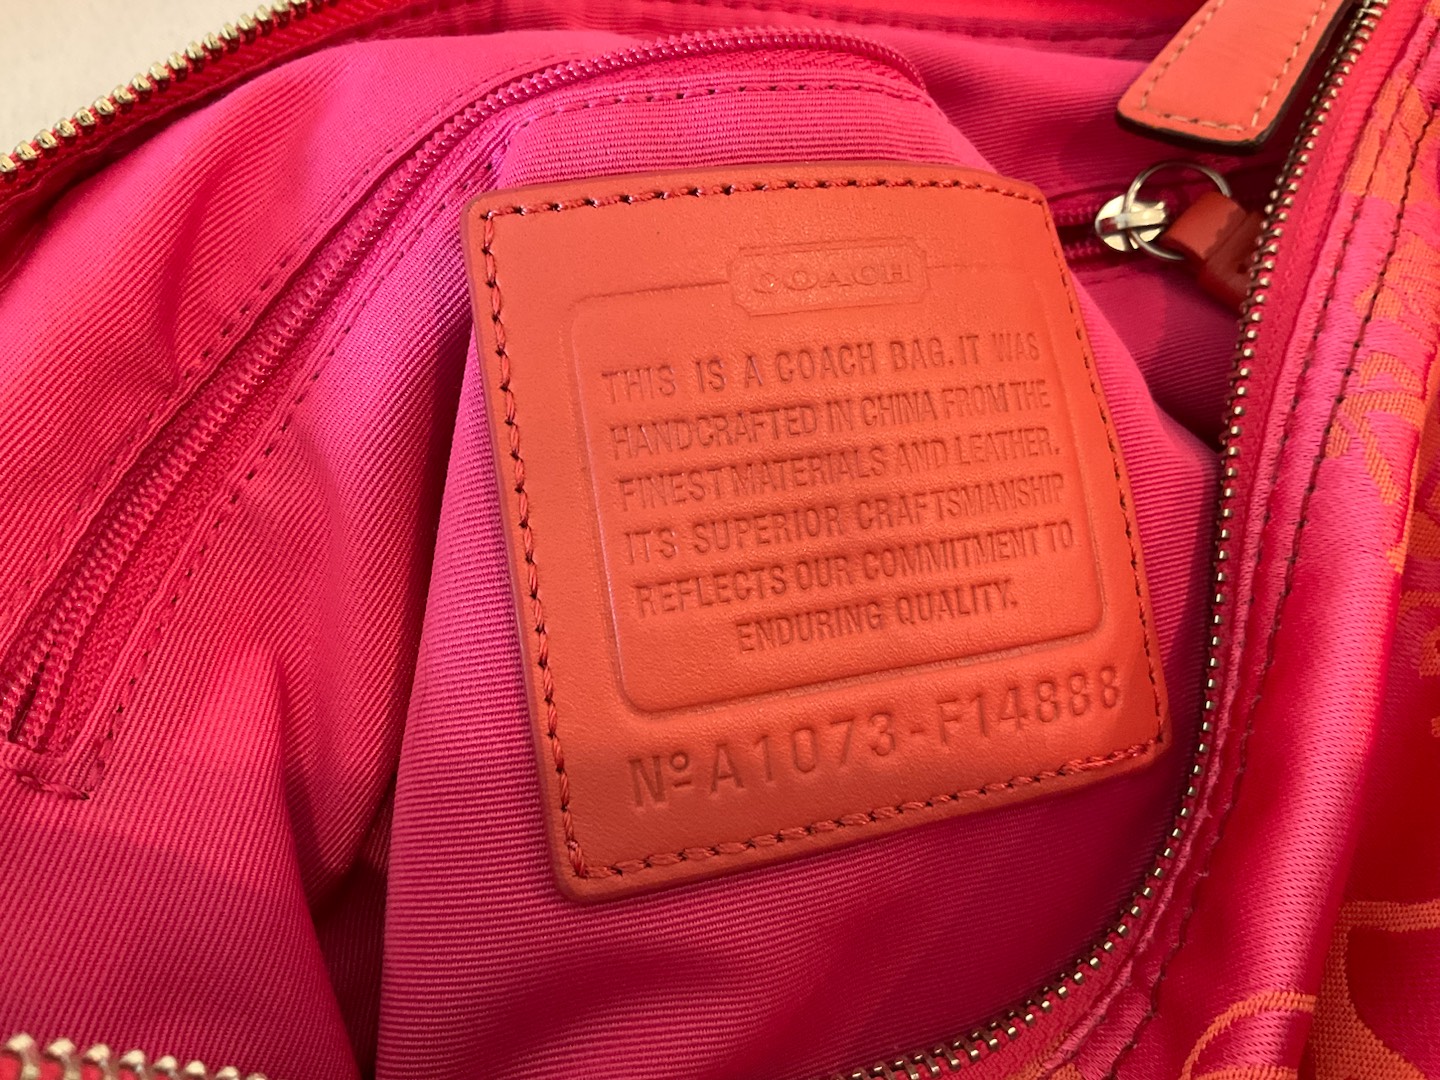 COACH
THIS IS A COACH BAG. IT WAS
HANDCRAFTED IN CHINA FROM THE
FINEST MATERIALS AND LEATHER.
ITS SUPERIOR CRAFTSMANSHIP
REFLECTS OUR COMMITMENT TO
ENDURING QUALITY.
Nº A1073-F14888